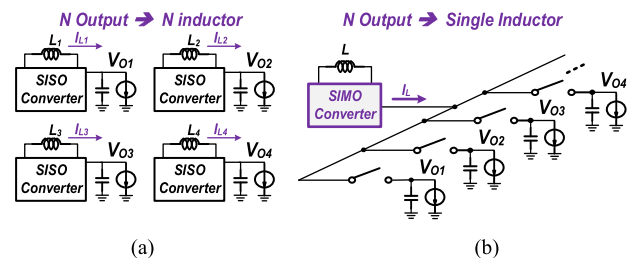 N Output → N inductor
N Output → Single Inductor
L1
IL1
SISO
Converter
VO1
L2
IL2
SISO
Converter
VO2
L3
IL3
SISO
Converter
VO3
L4
IL4
SISO
Converter
VO4
L
SIMO
Converter
IL
VO4
VO3
VO2
VO1
(a)
(b)